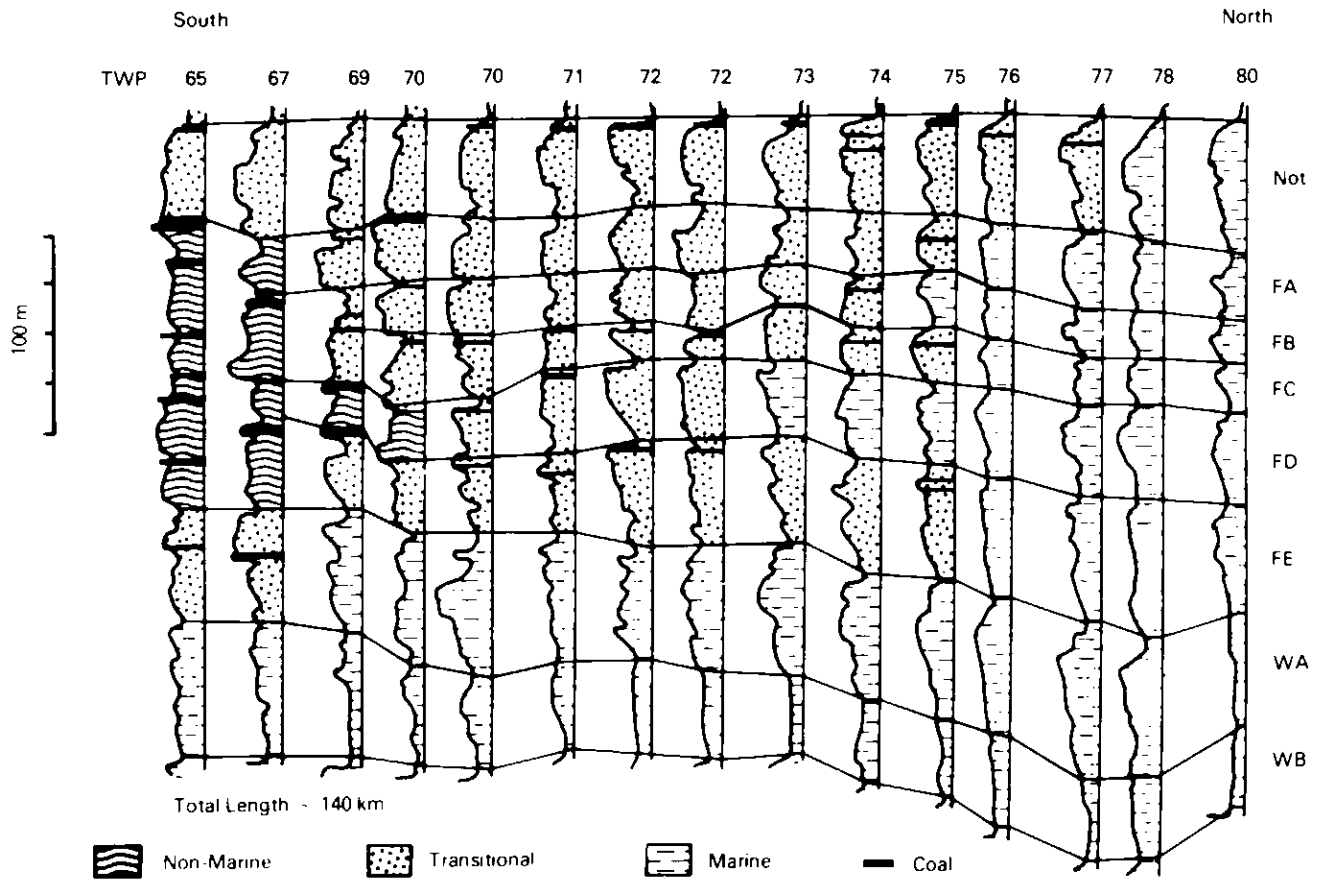 South North
TWP 65 67 69 70 70 71 72 72 73 74 75 76 77 78 80
Not
FA
FB
FC
FD
FE
WA
WB
100 m
Total Length - 140 km
Non-Marine Transitional Marine Coal